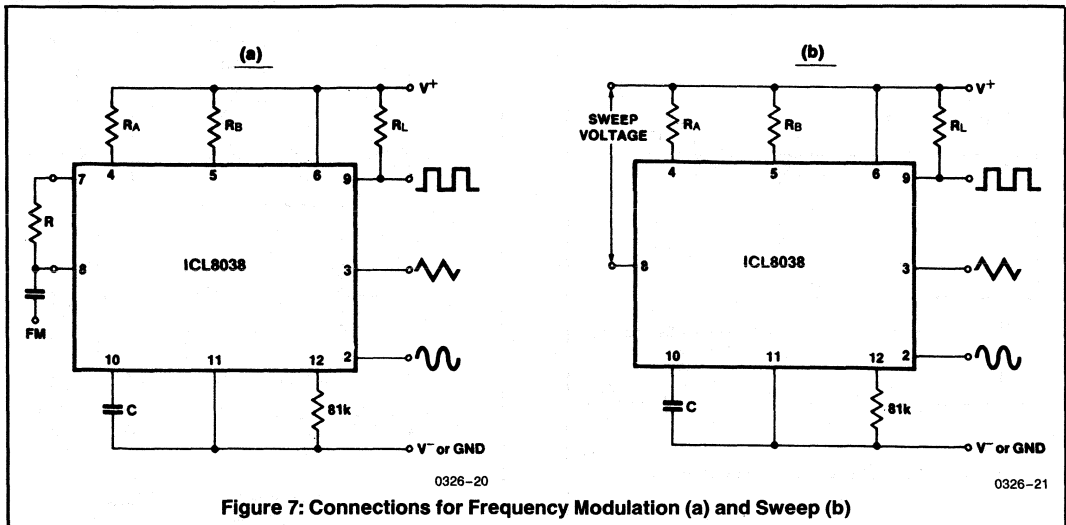 (a)
V+
RA
RB
RL
4
5
6
7
9
R
8
ICL8038
3
FM
10
11
12
2
C
81k
V− or GND
0326–20
(b)
V+
SWEEP
VOLTAGE
RA
RB
RL
4
5
6
9
8
ICL8038
3
10
11
12
2
C
81k
V− or GND
0326–21
Figure 7: Connections for Frequency Modulation (a) and Sweep (b)